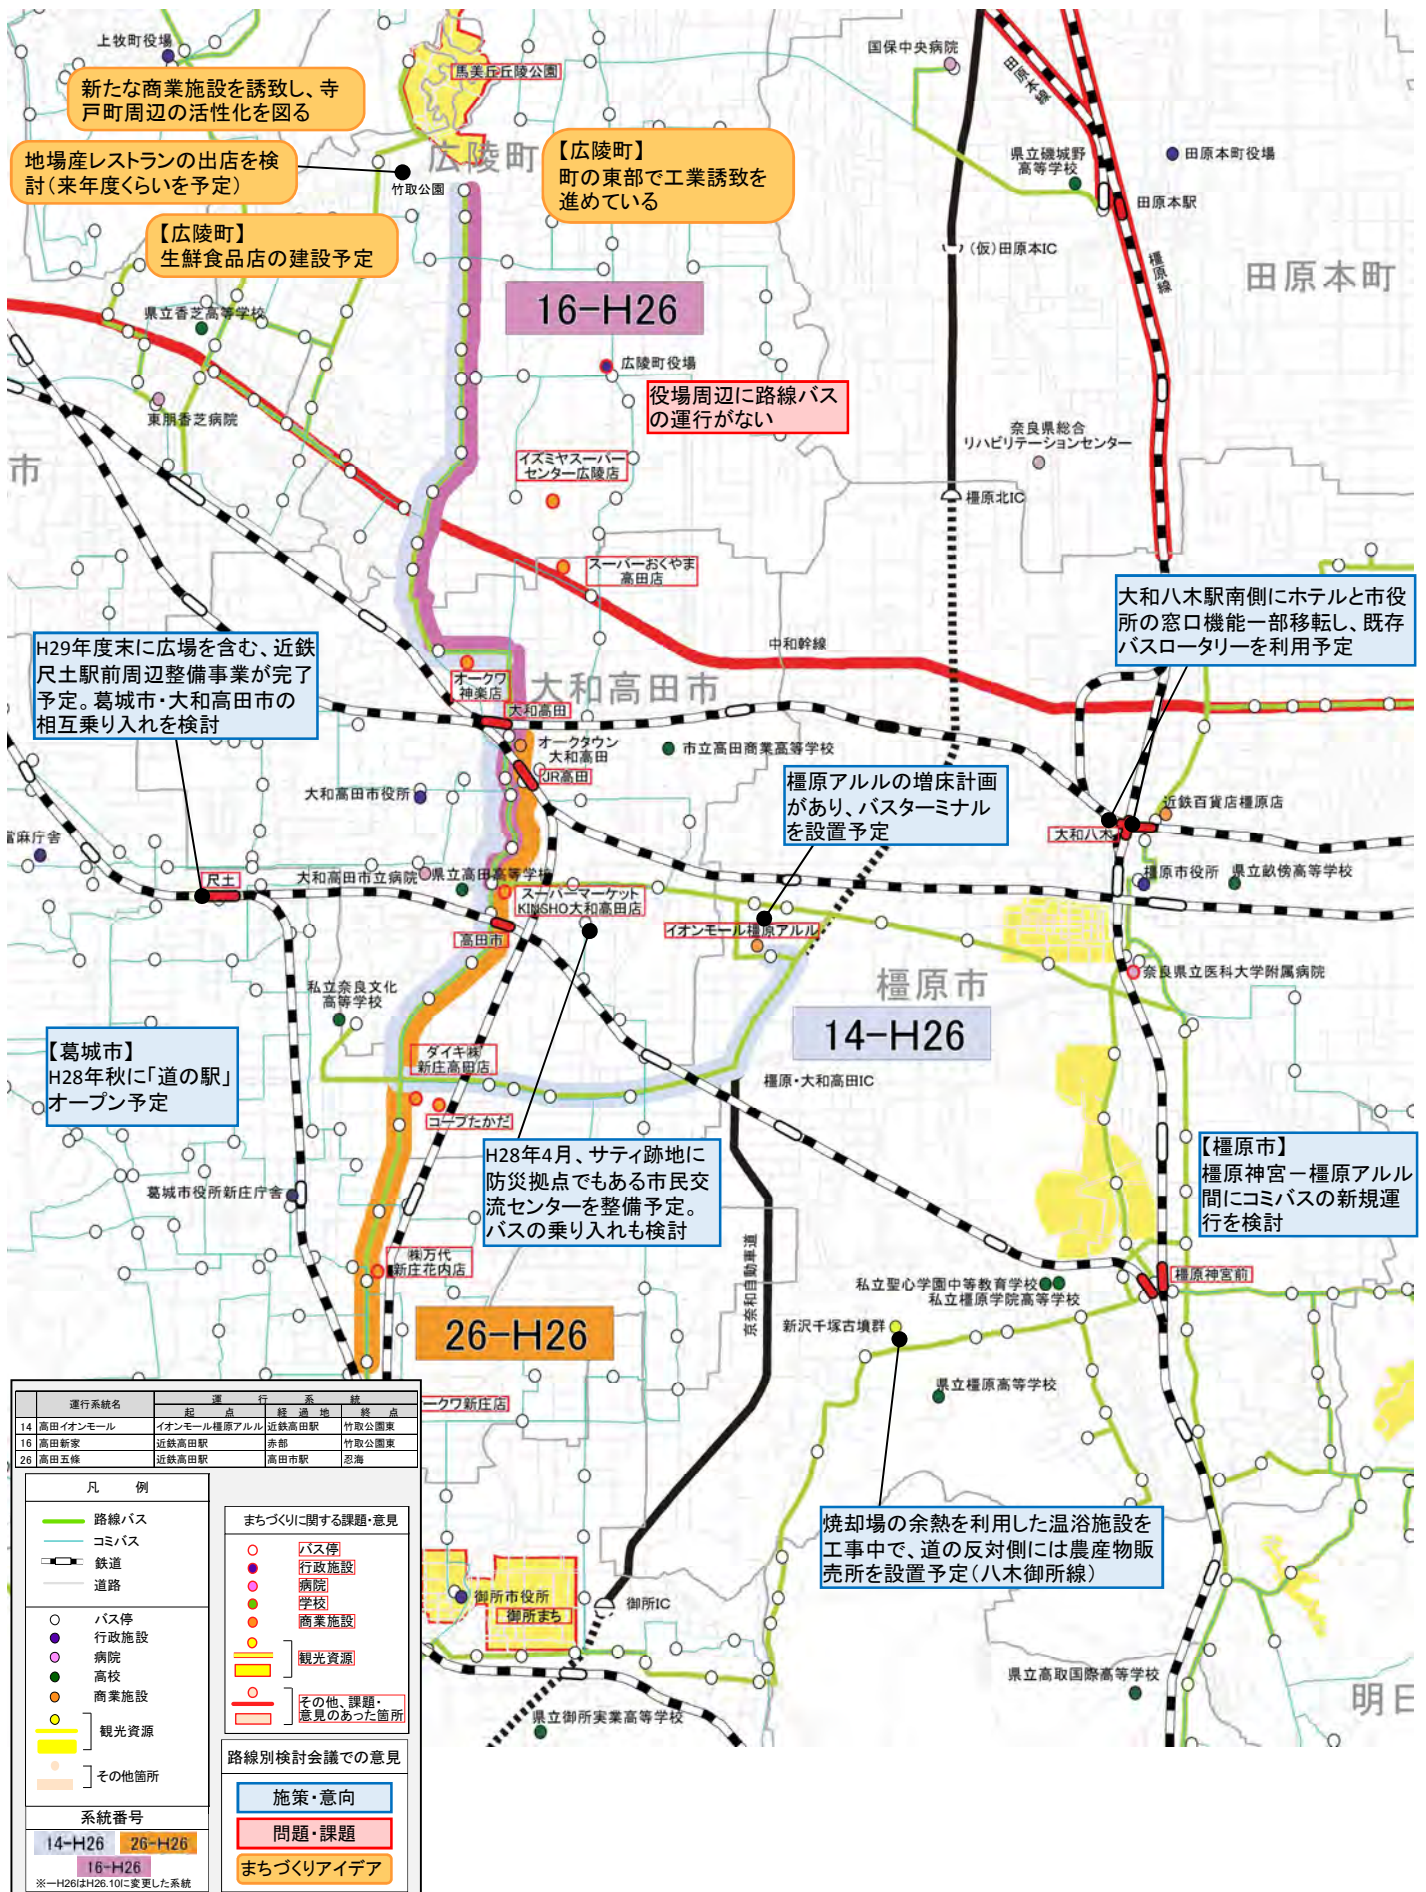 上牧町役場
馬美丘丘陵公園
国保中央病院
田原本線
新たな商業施設を誘致し、寺
戸町周辺の活性化を図る
地場産レストランの出店を検
討(来年度くらいを予定)
広陵町
竹取公園
【広陵町】
町の東部で工業誘致を
進めている
県立磯城野
高等学校
田原本町役場
田原本駅
【広陵町】
生鮮食品店の建設予定
(仮)田原本IC
橿原線
田原本町
県立香芝高等学校
16-H26
広陵町役場
役場周辺に路線バス
の運行がない
東朋香芝病院
奈良県総合
リハビリテーションセンター
市
イズミヤスーパー
センター広陵店
橿原北IC
スーパーおくやま
高田店
大和八木駅南側にホテルと市役
所の窓口機能一部移転し、既存
バスロータリーを利用予定
H29年度末に広場を含む、近鉄
尺土駅前周辺整備事業が完了
予定。葛城市・大和高田市の
相互乗り入れを検討
中和幹線
オークワ
神楽店
大和高田市
大和高田
オークタウン
大和高田
市立高田商業高等学校
JR高田
橿原アルルの増床計画
があり、バスターミナル
を設置予定
大和高田市役所
近鉄百貨店橿原店
大和八木
當麻庁舎
尺土
大和高田市立病院
県立高田高等学校
橿原市役所
県立畝傍高等学校
スーパーマーケット
KINSHO大和高田店
イオンモール橿原アルル
高田市
奈良県立医科大学附属病院
私立奈良文化
高等学校
橿原市
14-H26
【葛城市】
H28年秋に「道の駅」
オープン予定
ダイキ㈱
新庄高田店
橿原・大和高田IC
コープたかだ
H28年4月、サティ跡地に
防災拠点でもある市民交
流センターを整備予定。
バスの乗り入れも検討
【橿原市】
橿原神宮－橿原アルル
間にコミバスの新規運
行を検討
葛城市役所新庄庁舎
㈱万代
新庄花内店
京奈和自動車道
橿原神宮前
私立聖心学園中等教育学校
私立橿原学院高等学校
新沢千塚古墳群
26-H26
県立橿原高等学校
ークワ新庄店
運行系統名 運行系統
起点 経過地 終点
14 高田イオンモール イオンモール橿原アルル 近鉄高田駅 竹取公園東
16 高田新家 近鉄高田駅 赤部 竹取公園東
26 高田五條 近鉄高田駅 高田市駅 忍海
凡例
路線バス
コミバス
鉄道
道路
バス停
行政施設
病院
高校
商業施設
観光資源
その他箇所
系統番号
14-H26 26-H26
16-H26
※－H26はH26.10に変更した系統
まちづくりに関する課題・意見
バス停
行政施設
病院
学校
商業施設
観光資源
その他、課題・
意見のあった箇所
路線別検討会議での意見
施策・意向
問題・課題
まちづくりアイデア
焼却場の余熱を利用した温浴施設を
工事中で、道の反対側には農産物販
売所を設置予定(八木御所線)
御所市役所
御所まち
御所IC
県立高取国際高等学校
県立御所実業高等学校
明日